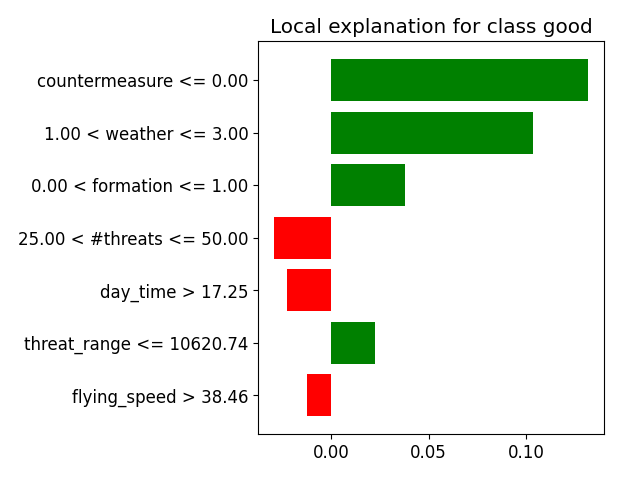 Local explanation for class good
countermeasure <= 0.00
1.00 < weather <= 3.00
0.00 < formation <= 1.00
25.00 < #threats <= 50.00
day_time > 17.25
threat_range <= 10620.74
flying_speed > 38.46
0.00 0.05 0.10